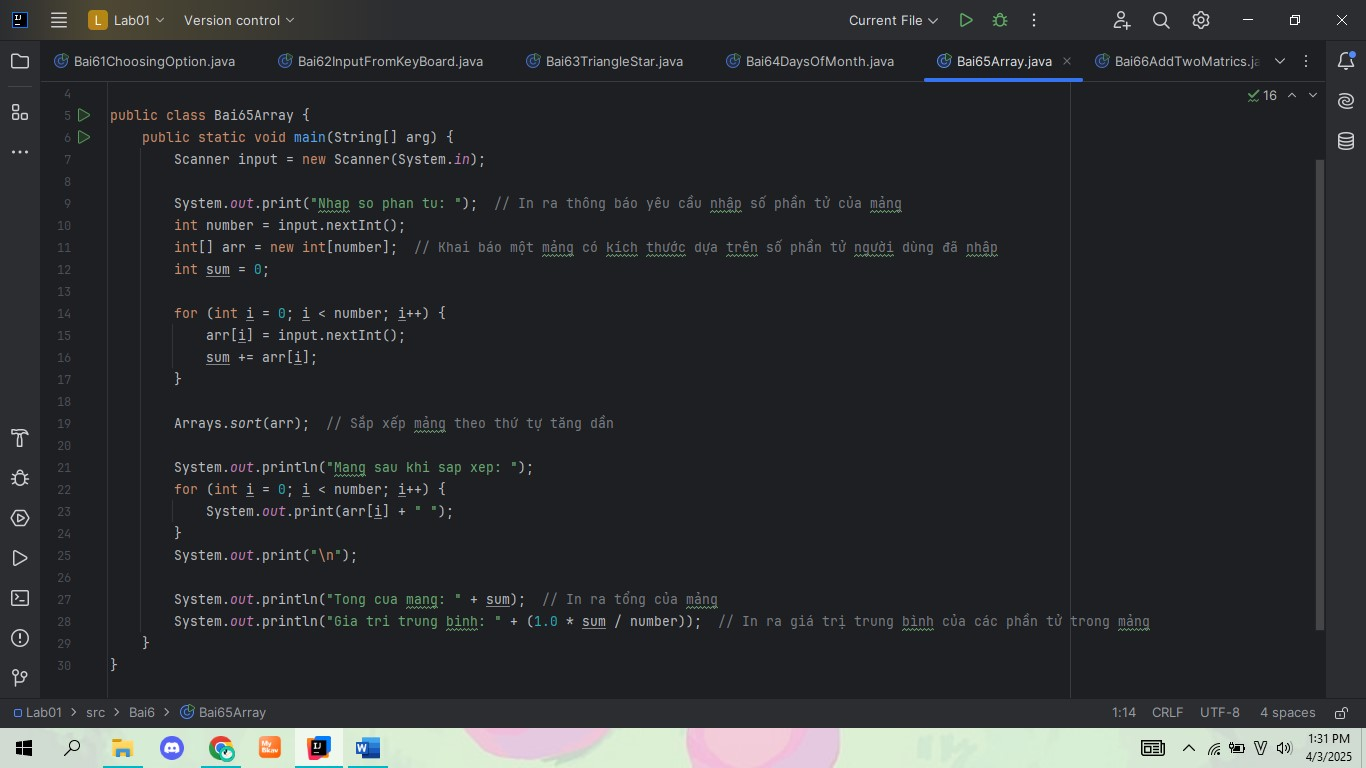 L Lab01 Version control Current File
Bai61ChoosingOption.java Bai62InputFromKeyBoard.java Bai63TriangleStar.java Bai64DaysOfMonth.java Bai65Array.java Bai66AddTwoMatrics.ja
16
4
5 public class Bai65Array {
6 public static void main(String[] arg) {
7 Scanner input = new Scanner(System.in);
8
9 System.out.print("Nhap so phan tu: "); // In ra thông báo yêu cầu nhập số phần tử của mảng
10 int number = input.nextInt();
11 int[] arr = new int[number]; // Khai báo một mảng có kích thước dựa trên số phần tử người dùng đã nhập
12 int sum = 0;
13
14 for (int i = 0; i < number; i++) {
15 arr[i] = input.nextInt();
16 sum += arr[i];
17 }
18
19 Arrays.sort(arr); // Sắp xếp mảng theo thứ tự tăng dần
20
21 System.out.println("Mang sau khi sap xep: ");
22 for (int i = 0; i < number; i++) {
23 System.out.print(arr[i] + " ");
24 }
25 System.out.print("\n");
26
27 System.out.println("Tong cua mang: " + sum); // In ra tổng của mảng
28 System.out.println("Gia tri trung binh: " + (1.0 * sum / number)); // In ra giá trị trung bình của các phần tử trong mảng
29 }
30 }
Lab01 > src > Bai6 > Bai65Array 1:14 CRLF UTF-8 4 spaces
My Bkav
1:31 PM
4/3/2025